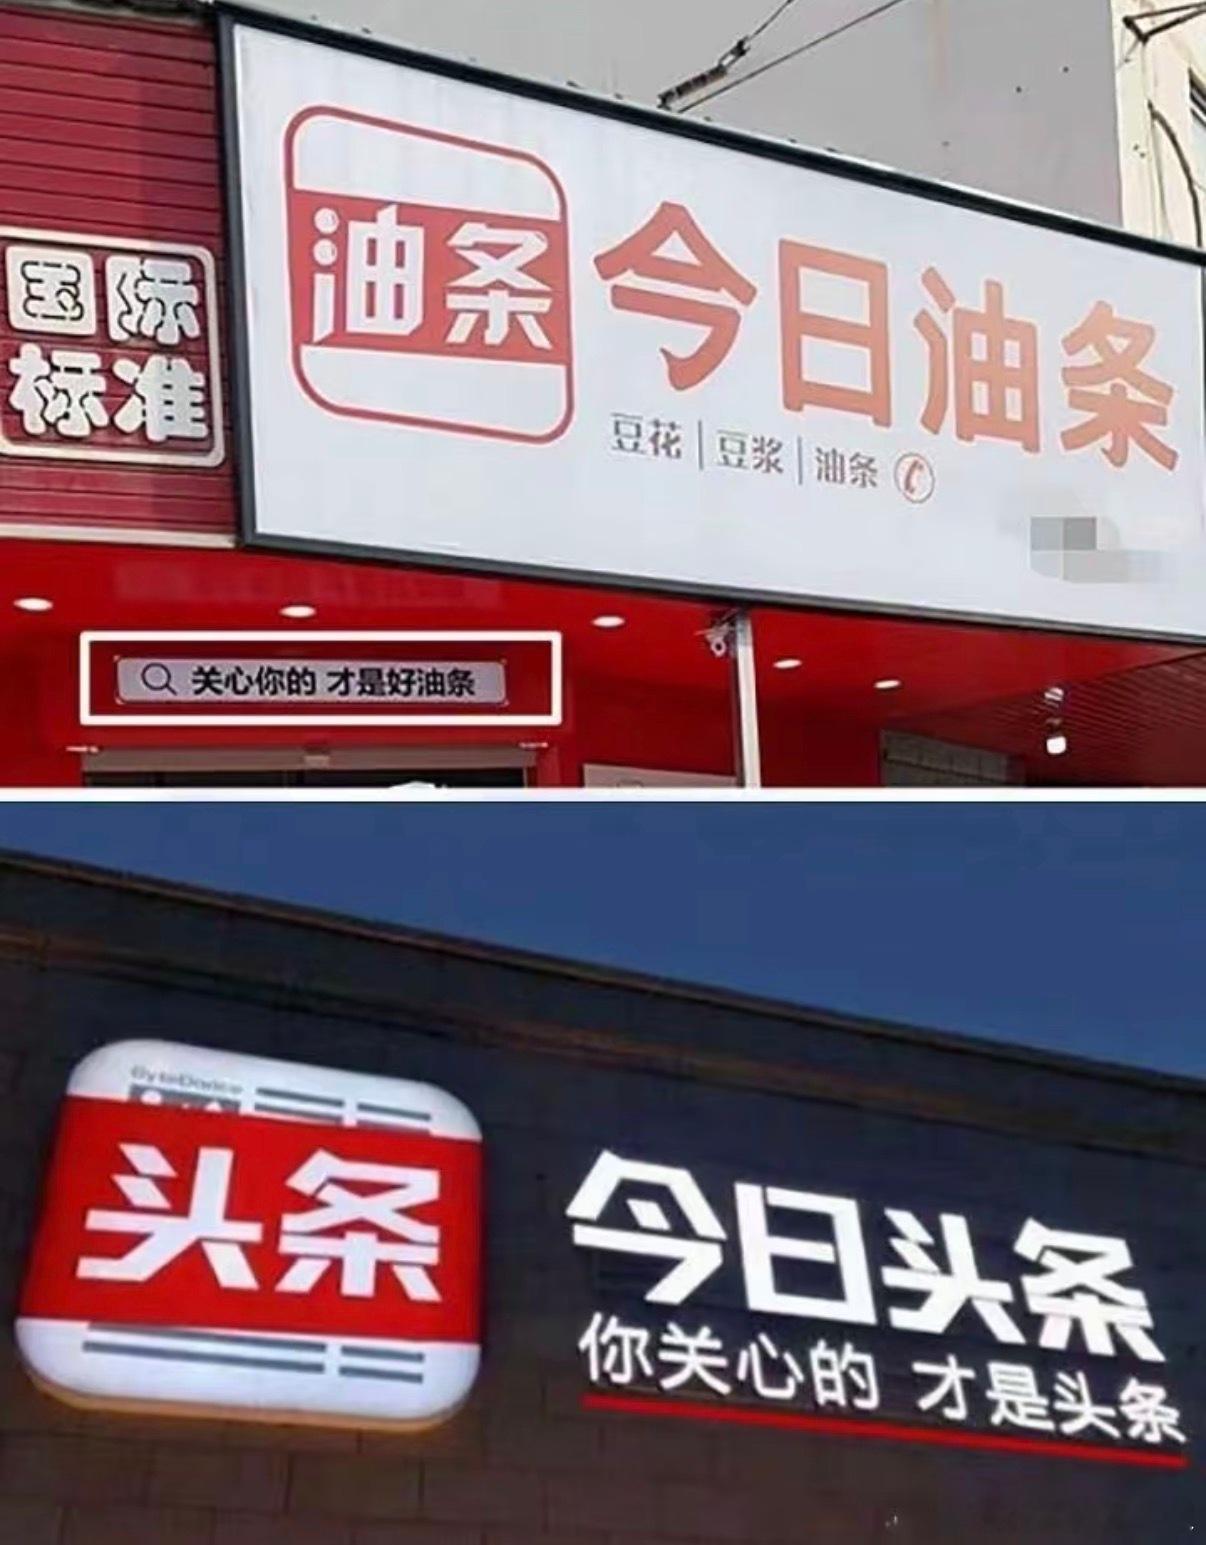 国际
标准
油条
今日油条
豆花|豆浆|油条
关心你的 才是好油条
ByteDance
头条
今日头条
你关心的 才是头条